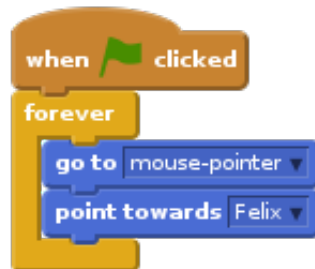 when clicked
forever
go to mouse-pointer
point towards Felix